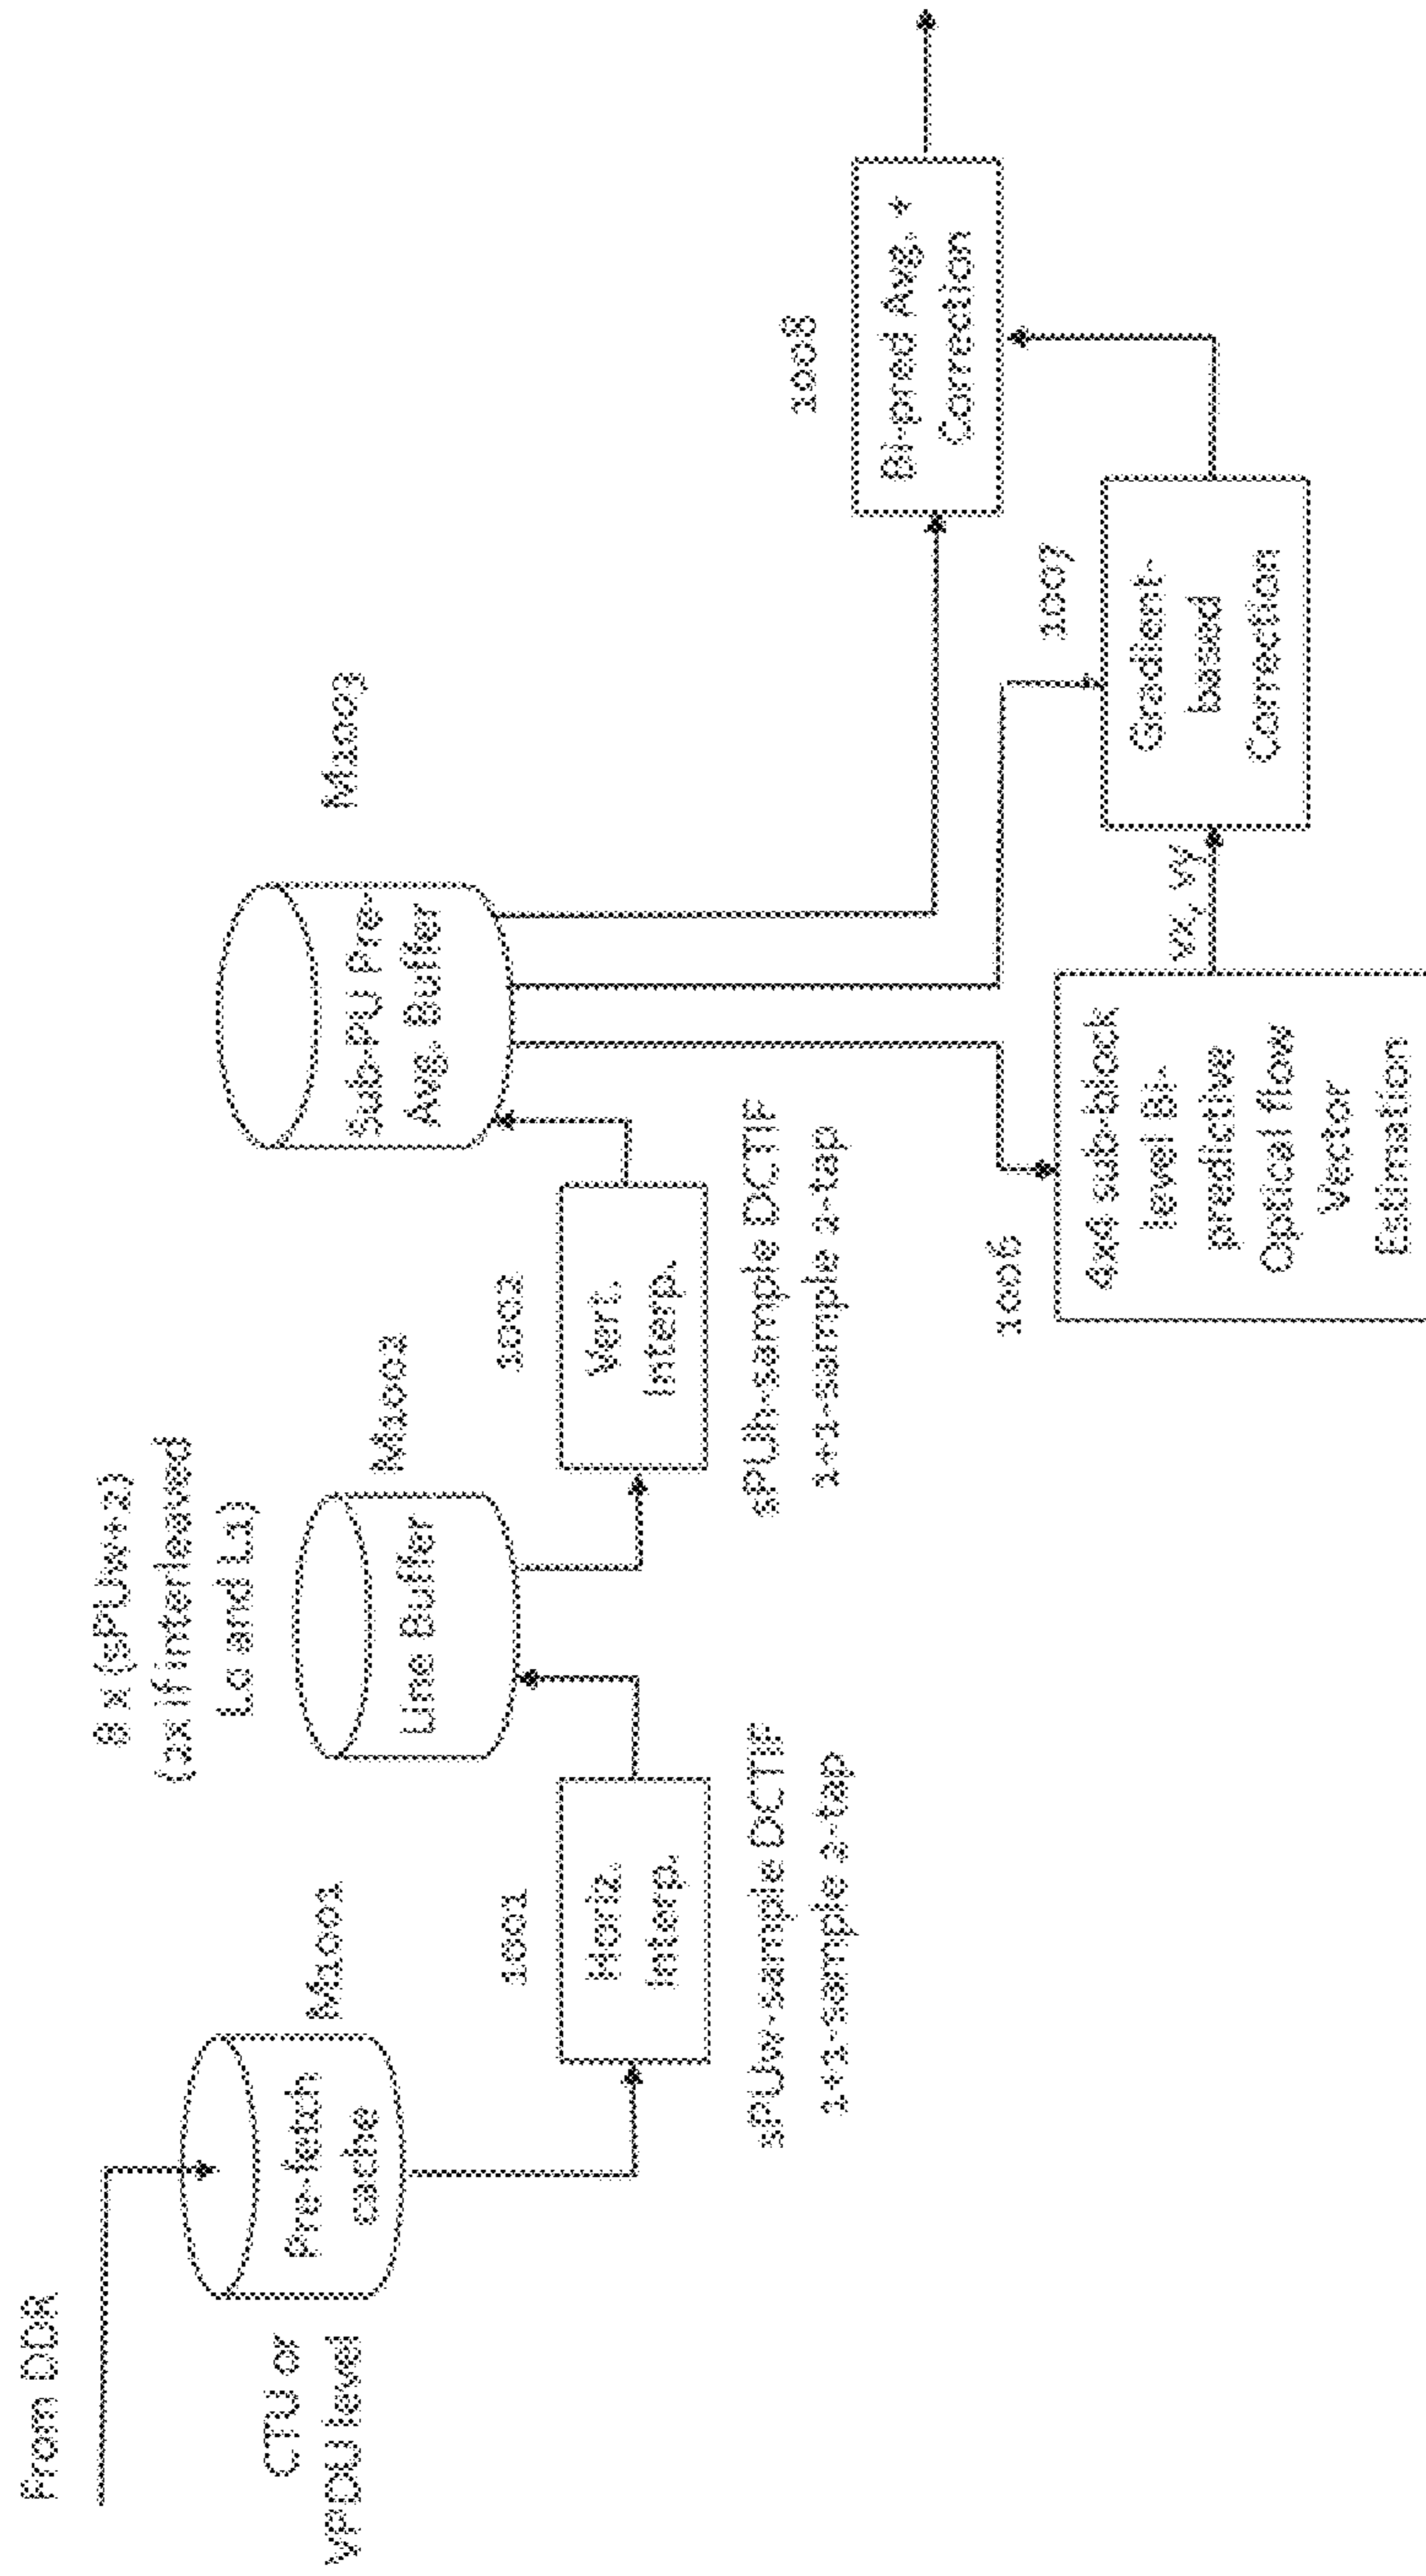 From DDR
CTU or
VPDU level
Pre-fetch
cache
M1001
1001
Horiz.
Interp.
sPUw-sample DCTIF
1+1-sample 2-tap
8 x (sPUw+2)
(2x if interleaved
L0 and L1)
Line Buffer
M1002
1002
Vert.
Interp.
sPUh-sample DCTIF
1+1-sample 2-tap
Sub-PU Pre-
Avg. Buffer
M1003
1006
4x4 sub-block
level Bi-
predictive
Optical flow
Vector
Estimation
vx, vy
1007
Gradient-
based
Correction
1008
Bi-pred Avg. +
Correction